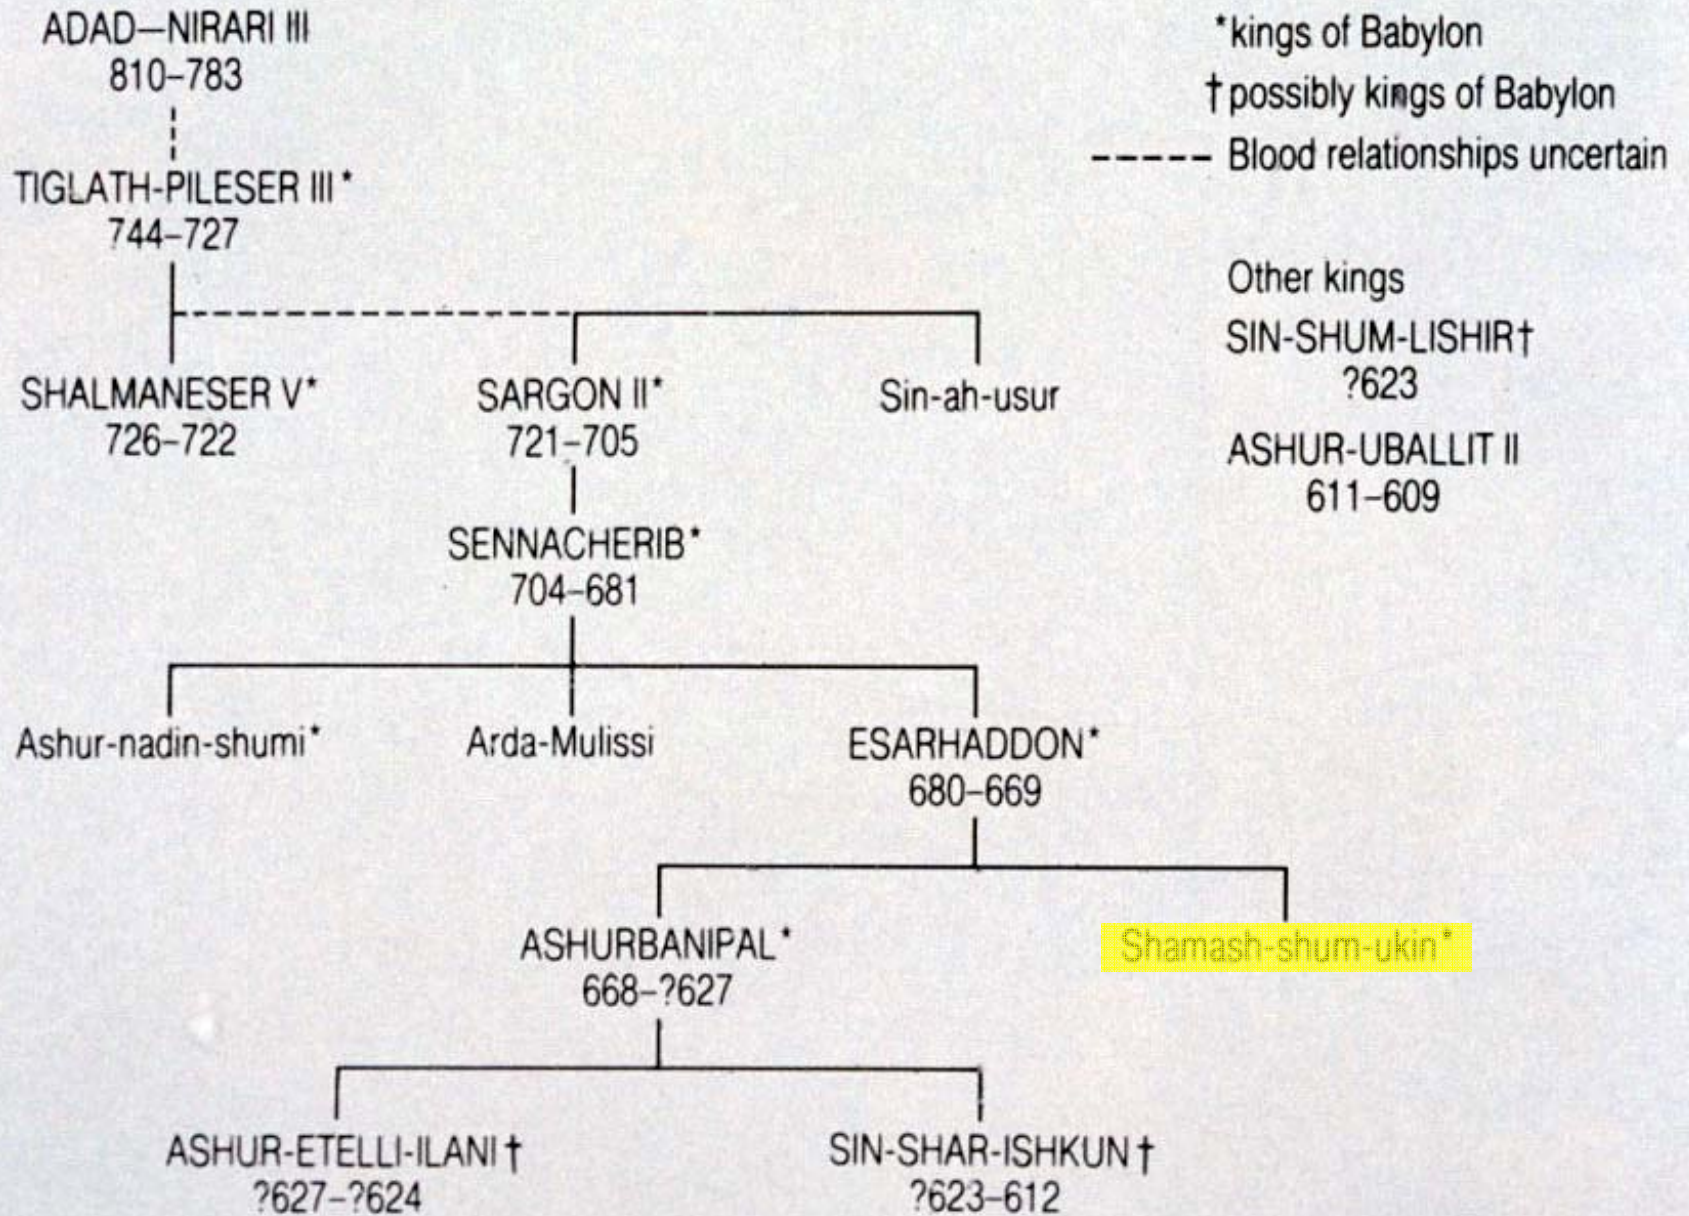 ADAD–NIRARI III
810–783
*kings of Babylon
†possibly kings of Babylon
----- Blood relationships uncertain
TIGLATH-PILESER III*
744–727
Other kings
SIN-SHUM-LISHIR†
?623
ASHUR-UBALLIT II
611–609
SHALMANESER V*
726–722
SARGON II*
721–705
Sin-ah-usur
SENNACHERIB*
704–681
Ashur-nadin-shumi*
Arda-Mulissi
ESARHADDON*
680–669
ASHURBANIPAL*
668–?627
Shamash-shum-ukin*
ASHUR-ETELLI-ILANI†
?627–?624
SIN-SHAR-ISHKUN†
?623–612